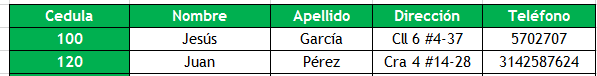 Cedula Nombre Apellido Dirección Teléfono
100 Jesús García Cll 6 #4-37 5702707
120 Juan Pérez Cra 4 #14-28 3142587624